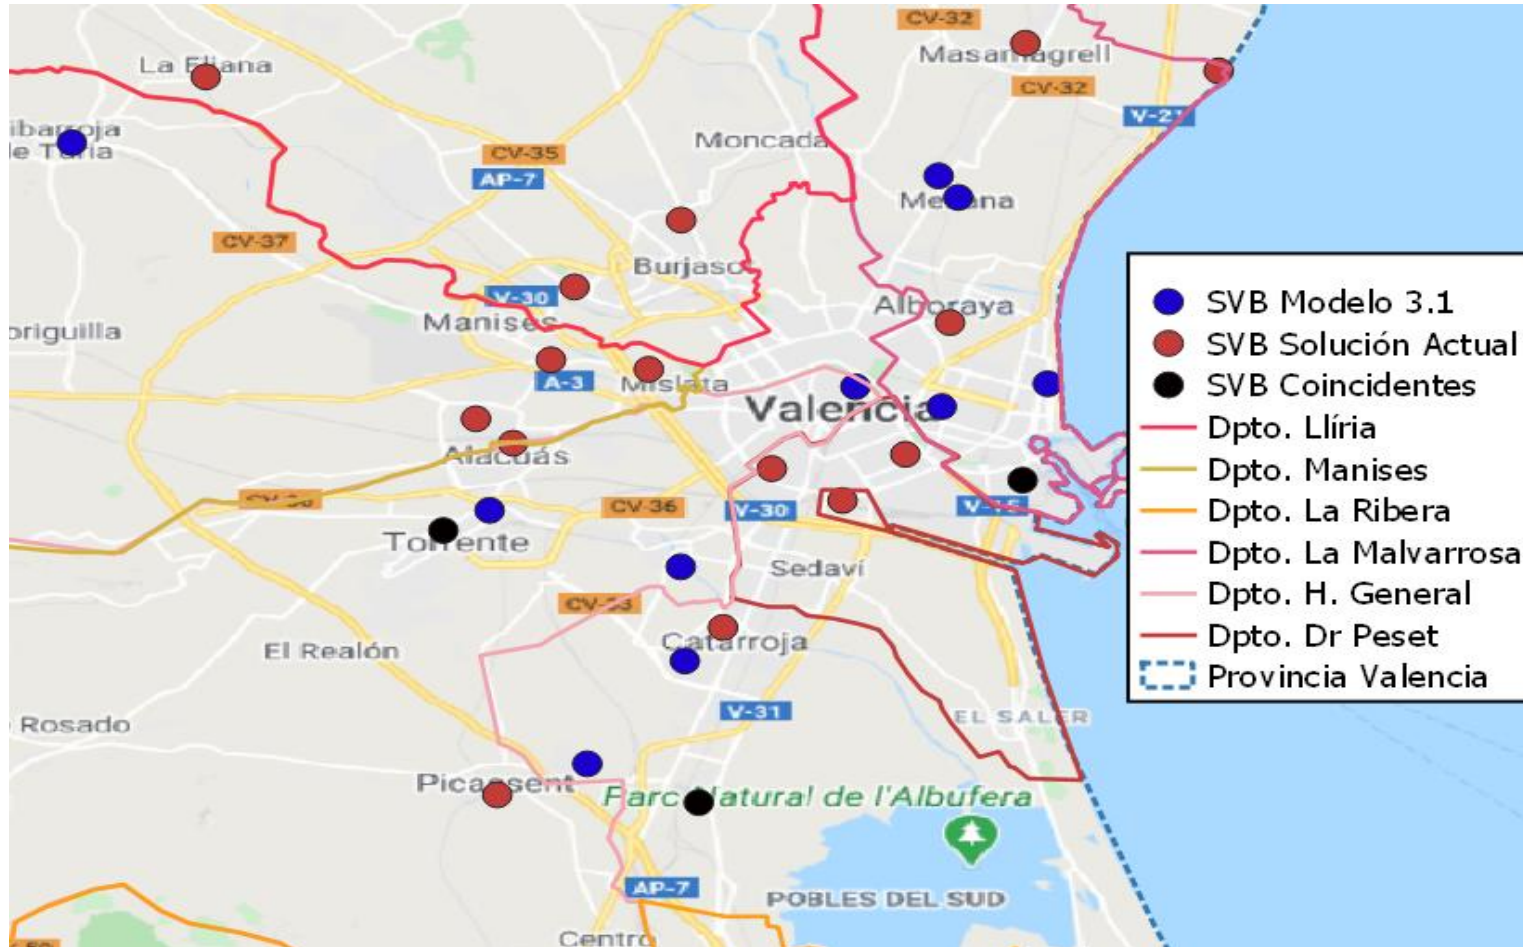 CV-32
Masamagrell
La Eliana
CV-32
V-21
ibarroja
de Turia
Moncada
CV-35
AP-7
CV-37
Burjaso
V-30
Manises
Alboraya
origuilla
A-3
Mislata
Valencia
Alacuás
CV-36
V-30
V-15
Torrente
Sedaví
CV-33
Catarroja
El Realón
V-31
EL SALER
Rosado
Picassent
Parc Natural de l'Albufera
AP-7
POBLES DEL SUD
Centro
SVB Modelo 3.1
SVB Solución Actual
SVB Coincidentes
Dpto. Llíria
Dpto. Manises
Dpto. La Ribera
Dpto. La Malvarrosa
Dpto. H. General
Dpto. Dr Peset
Provincia Valencia